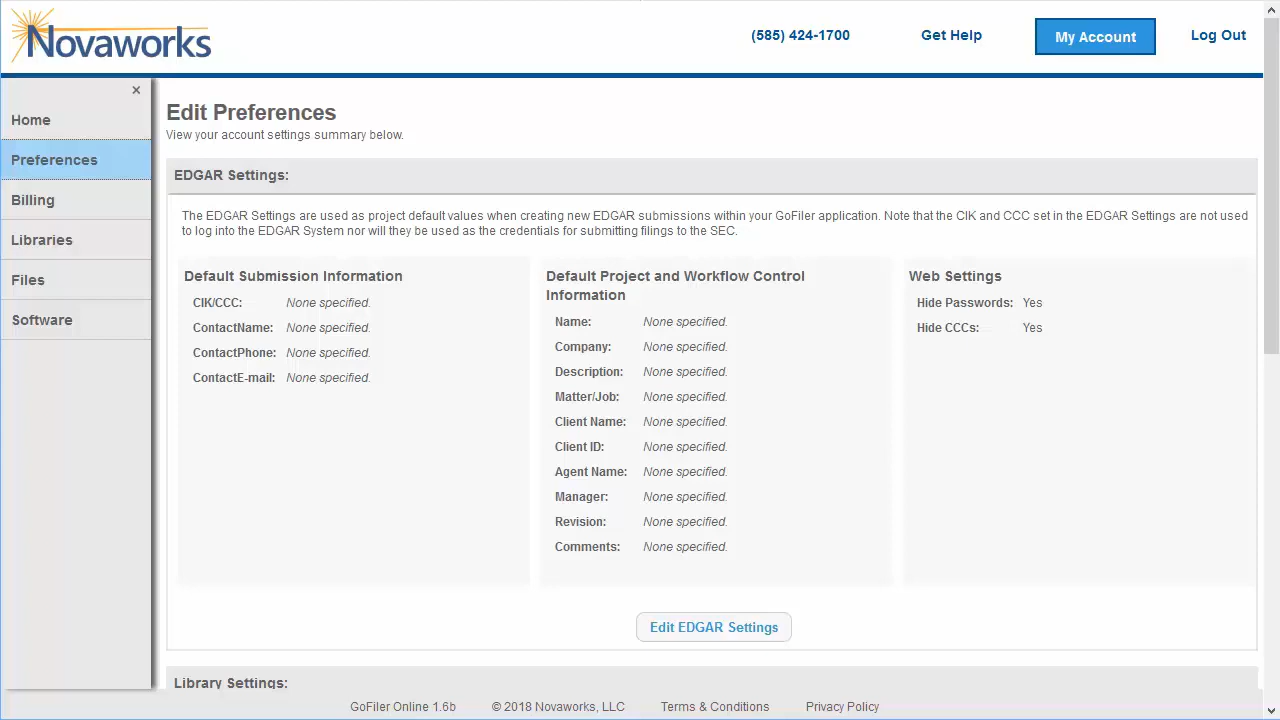 Novaworks
(585) 424-1700
Get Help
My Account
Log Out
×
Home
Preferences
Billing
Libraries
Files
Software
Edit Preferences
View your account settings summary below.
EDGAR Settings:
The EDGAR Settings are used as project default values when creating new EDGAR submissions within your GoFiler application. Note that the CIK and CCC set in the EDGAR Settings are not used
to log into the EDGAR System nor will they be used as the credentials for submitting filings to the SEC.
Default Submission Information
CIK/CCC: None specified.
ContactName: None specified.
ContactPhone: None specified.
ContactE-mail: None specified.
Default Project and Workflow Control
Information
Name: None specified.
Company: None specified.
Description: None specified.
Matter/Job: None specified.
Client Name: None specified.
Client ID: None specified.
Agent Name: None specified.
Manager: None specified.
Revision: None specified.
Comments: None specified.
Web Settings
Hide Passwords: Yes
Hide CCCs: Yes
Edit EDGAR Settings
Library Settings:
GoFiler Online 1.6b
© 2018 Novaworks, LLC
Terms & Conditions
Privacy Policy